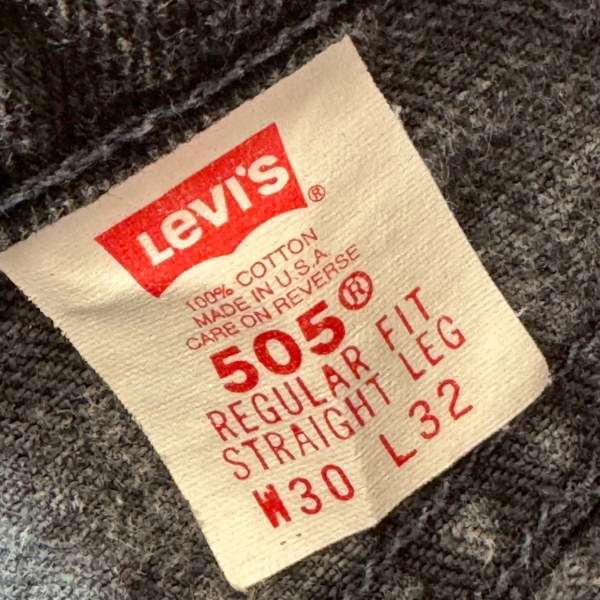 Levi's ®
100% COTTON
MADE IN U.S.A
CARE ON REVERSE
505®
REGULAR FIT
STRAIGHT LEG
W30 L32